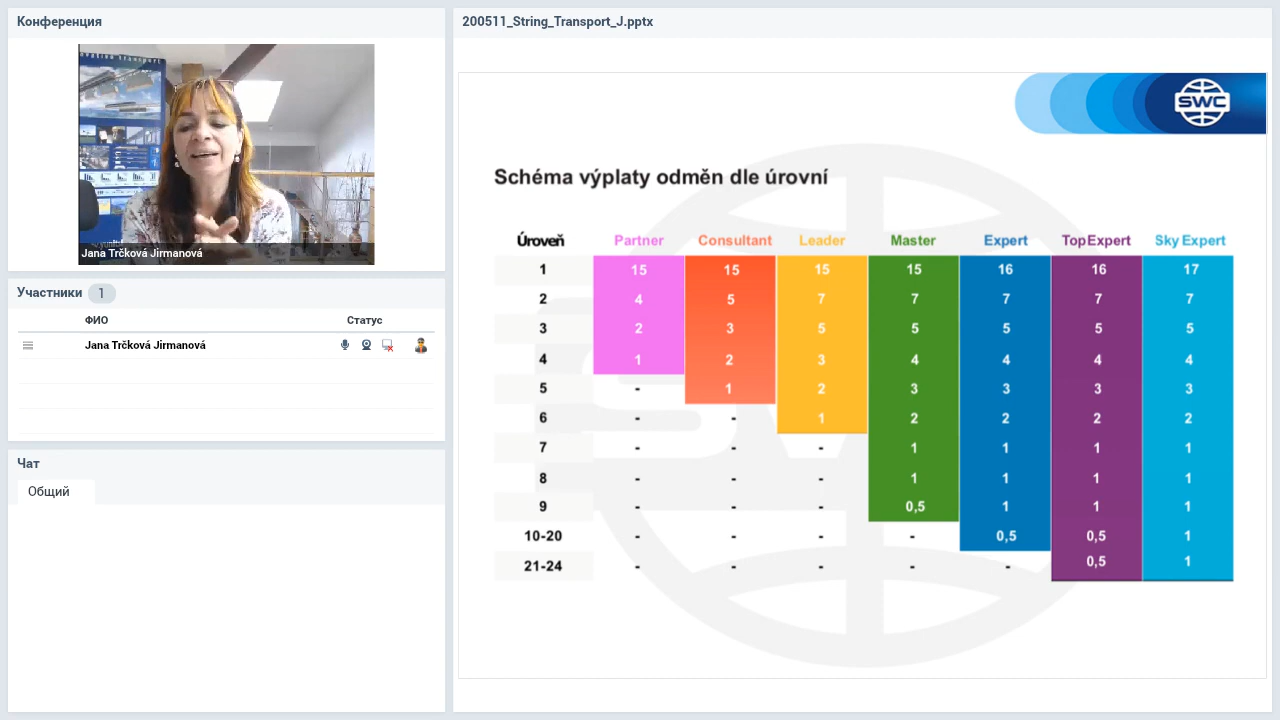 Конференция
Jana Trčková Jirmanová
Участники 1
ФИО Статус
Jana Trčková Jirmanová
Чат
Общий
200511_String_Transport_J.pptx
SWC
Schéma výplaty odměn dle úrovní
Úroveň Partner Consultant Leader Master Expert TopExpert Sky Expert
1 15 15 15 15 16 16 17
2 4 5 7 7 7 7 7
3 2 3 5 5 5 5 5
4 1 2 3 4 4 4 4
5 - 1 2 3 3 3 3
6 - - 1 2 2 2 2
7 - - - 1 1 1 1
8 - - - 1 1 1 1
9 - - - 0,5 1 1 1
10-20 - - - - 0,5 0,5 1
21-24 - - - - - 0,5 1